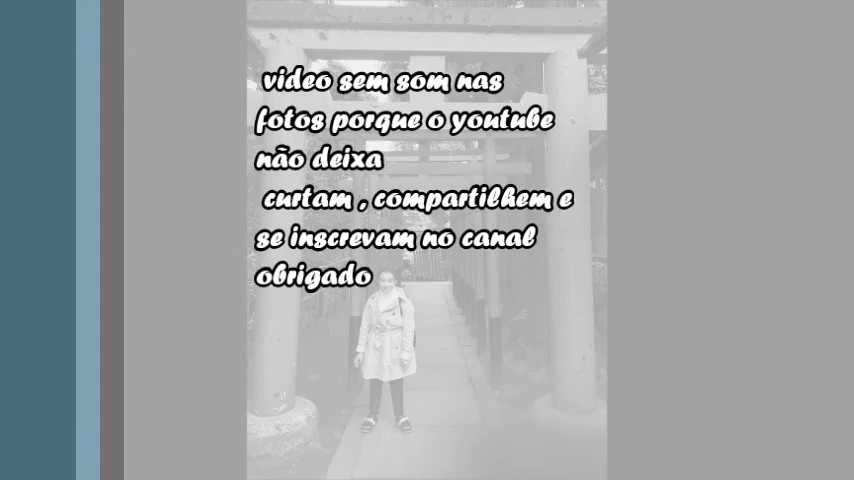 video sem som nas
fotos porque o youtube
não deixa
curtam , compartilhem e
se inscrevam no canal
obrigado